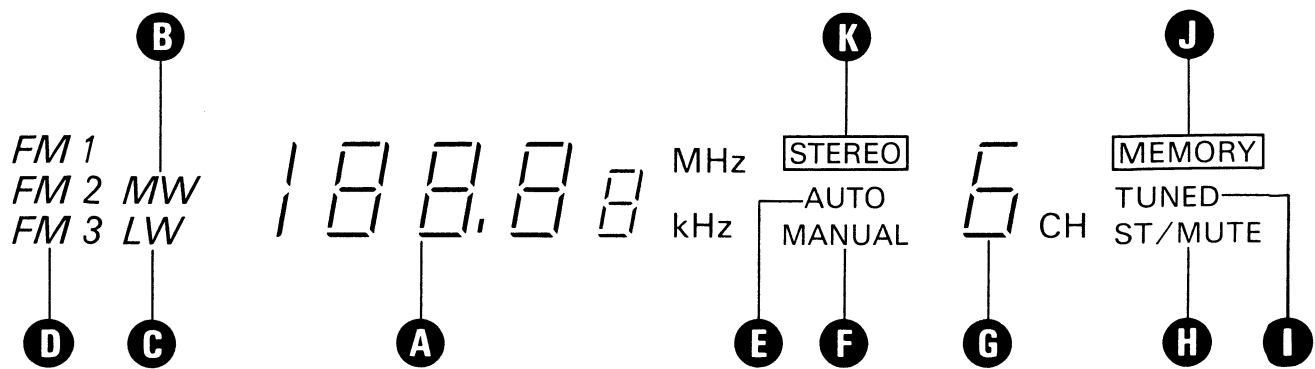 B K J
FM 1
FM 2 MW
FM 3 LW
188.88 MHz
kHz
STEREO
AUTO
MANUAL
6 CH
MEMORY
TUNED
ST/MUTE
D C A E F G H I